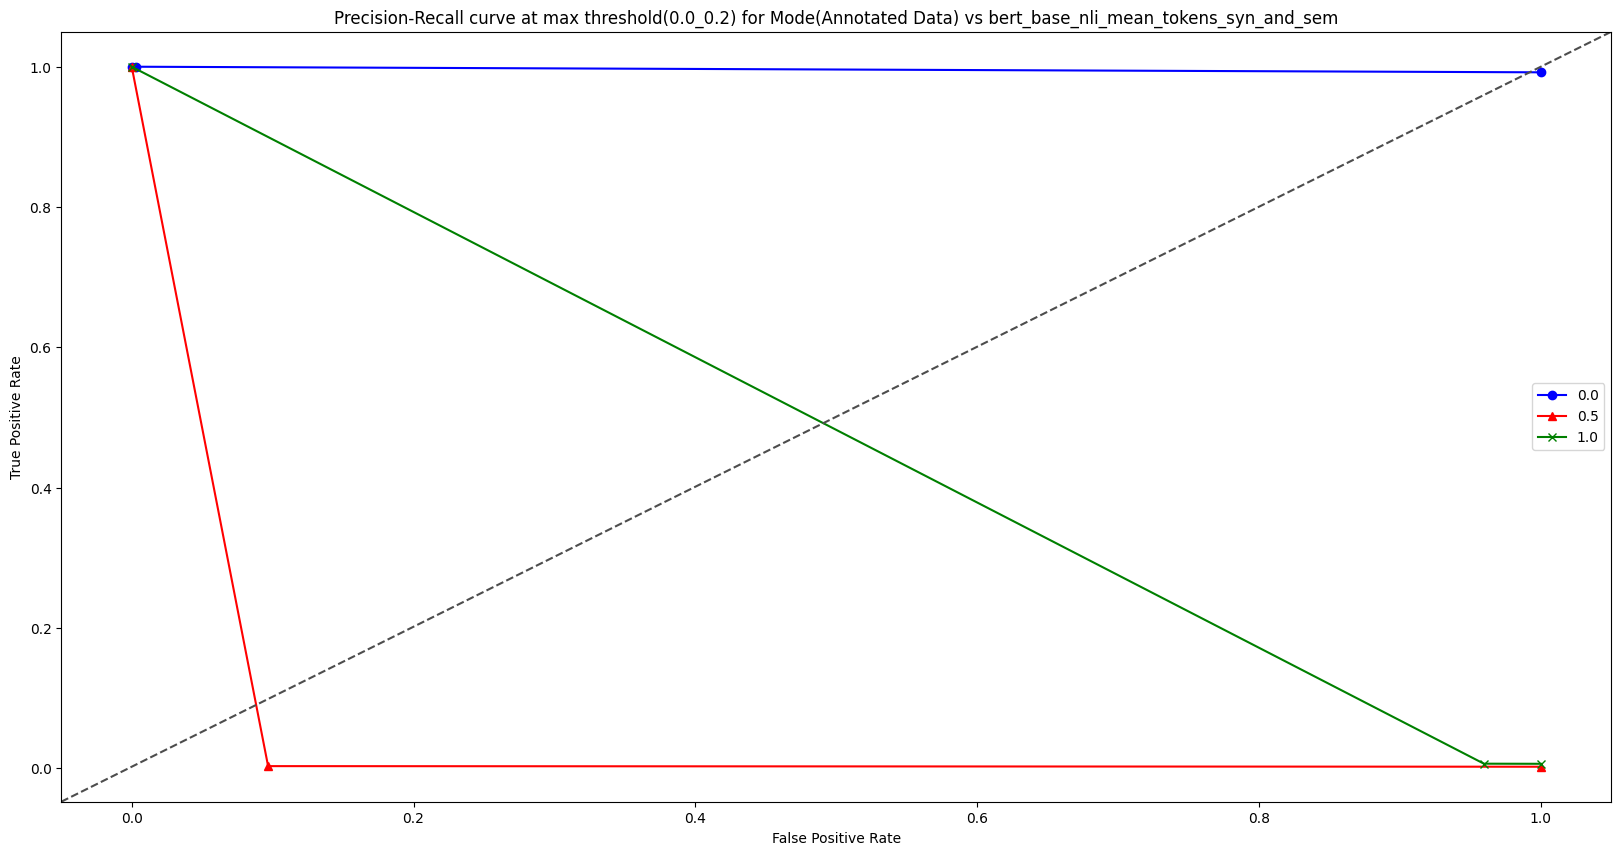 Precision-Recall curve at max threshold(0.0_0.2) for Mode(Annotated Data) vs bert_base_nli_mean_tokens_syn_and_sem
1.0
0.8
0.6
0.4
0.2
0.0
True Positive Rate
0.0
0.5
1.0
0.0 0.2 0.4 0.6 0.8 1.0
False Positive Rate